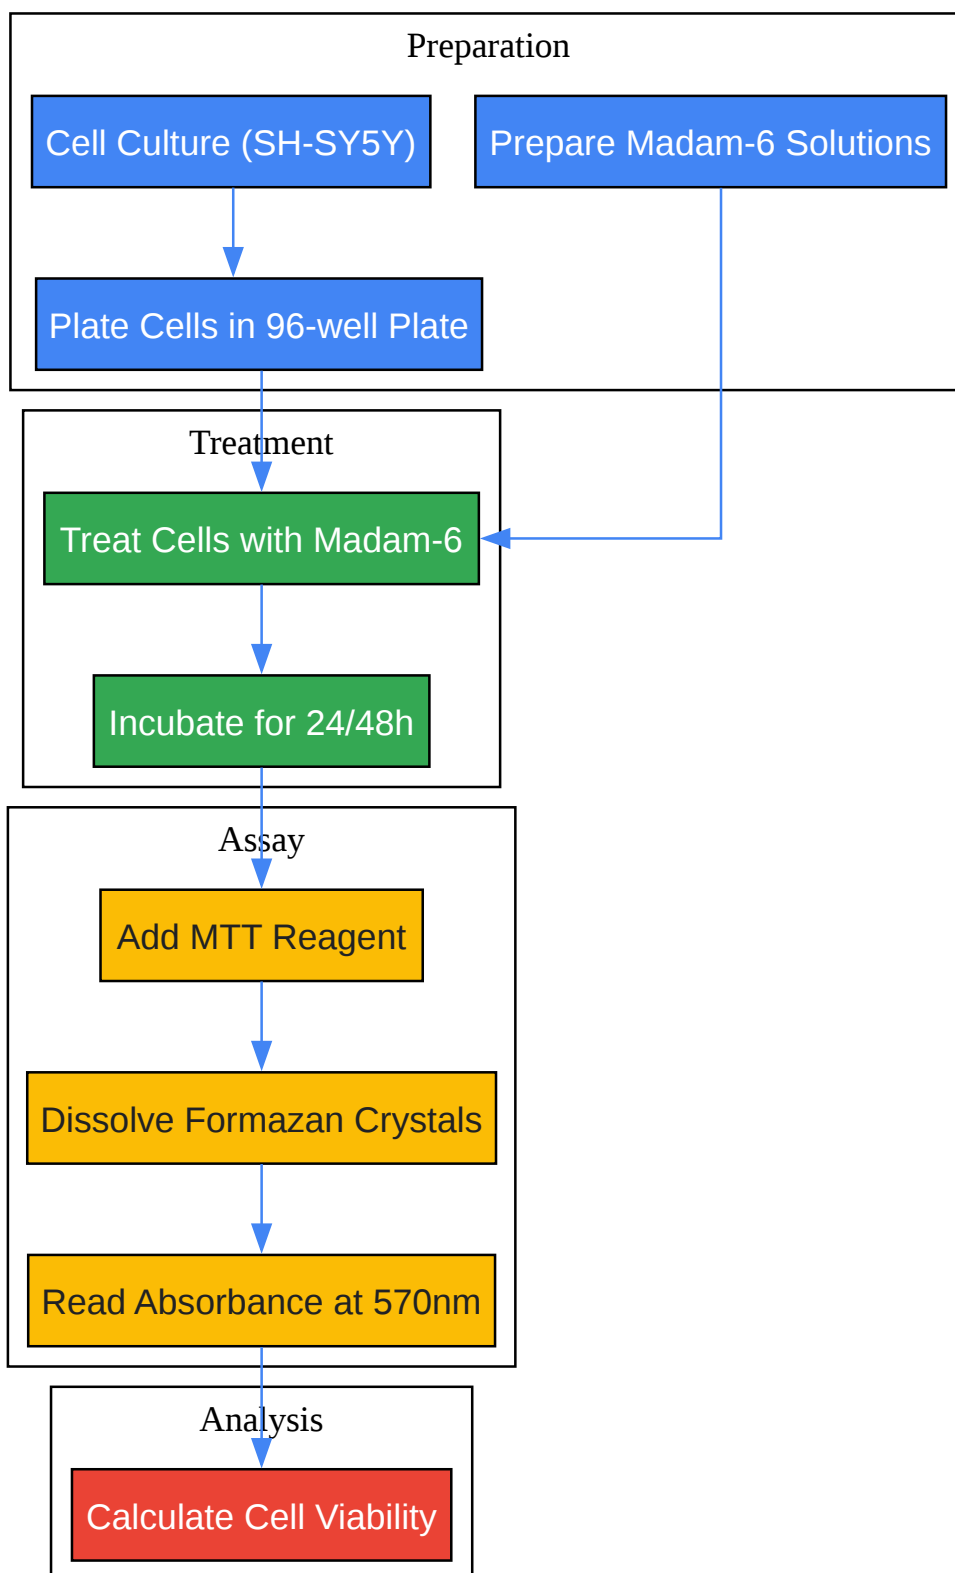 Preparation
Cell Culture (SH-SY5Y)
Prepare Madam-6 Solutions
Plate Cells in 96-well Plate
Treatment
Treat Cells with Madam-6
Incubate for 24/48h
Assay
Add MTT Reagent
Dissolve Formazan Crystals
Read Absorbance at 570nm
Analysis
Calculate Cell Viability